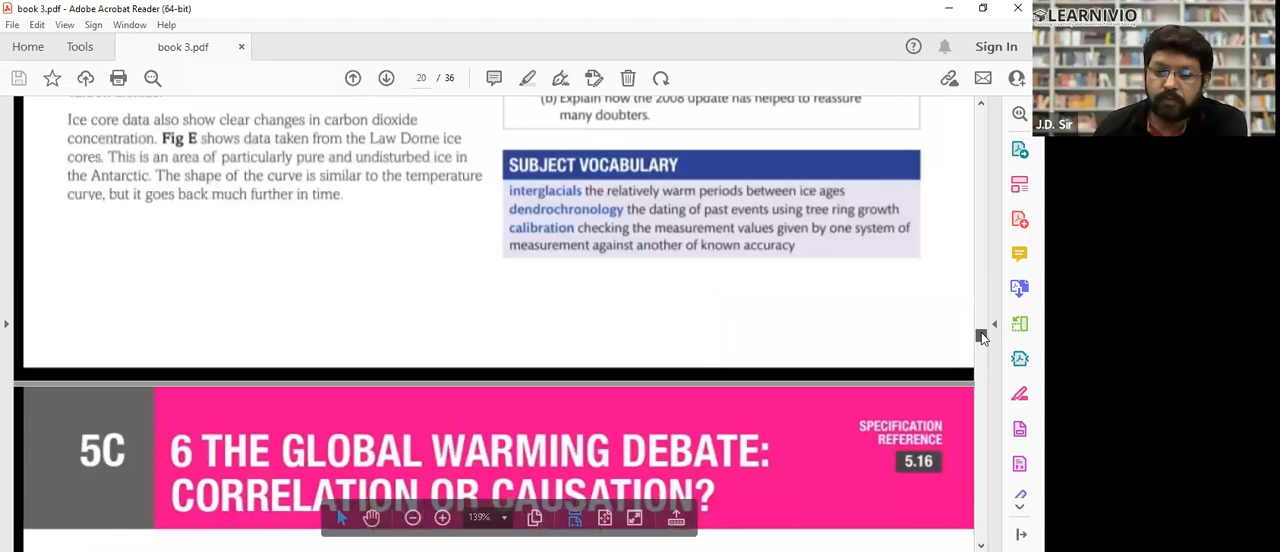 book 3.pdf - Adobe Acrobat Reader (64-bit)
File Edit View Sign Window Help
Home Tools book 3.pdf × Sign In
20 / 36
LEARNIVIO
J.D. Sir
Ice core data also show clear changes in carbon dioxide
concentration. Fig E shows data taken from the Law Dome ice
cores. This is an area of particularly pure and undisturbed ice in
the Antarctic. The shape of the curve is similar to the temperature
curve, but it goes back much further in time.
(b) Explain how the 2008 update has helped to reassure
many doubters.
SUBJECT VOCABULARY
interglacials the relatively warm periods between ice ages
dendrochronology the dating of past events using tree ring growth
calibration checking the measurement values given by one system of
measurement against another of known accuracy
5C
6 THE GLOBAL WARMING DEBATE:
CORRELATION OR CAUSATION?
SPECIFICATION
REFERENCE
5.16
139%